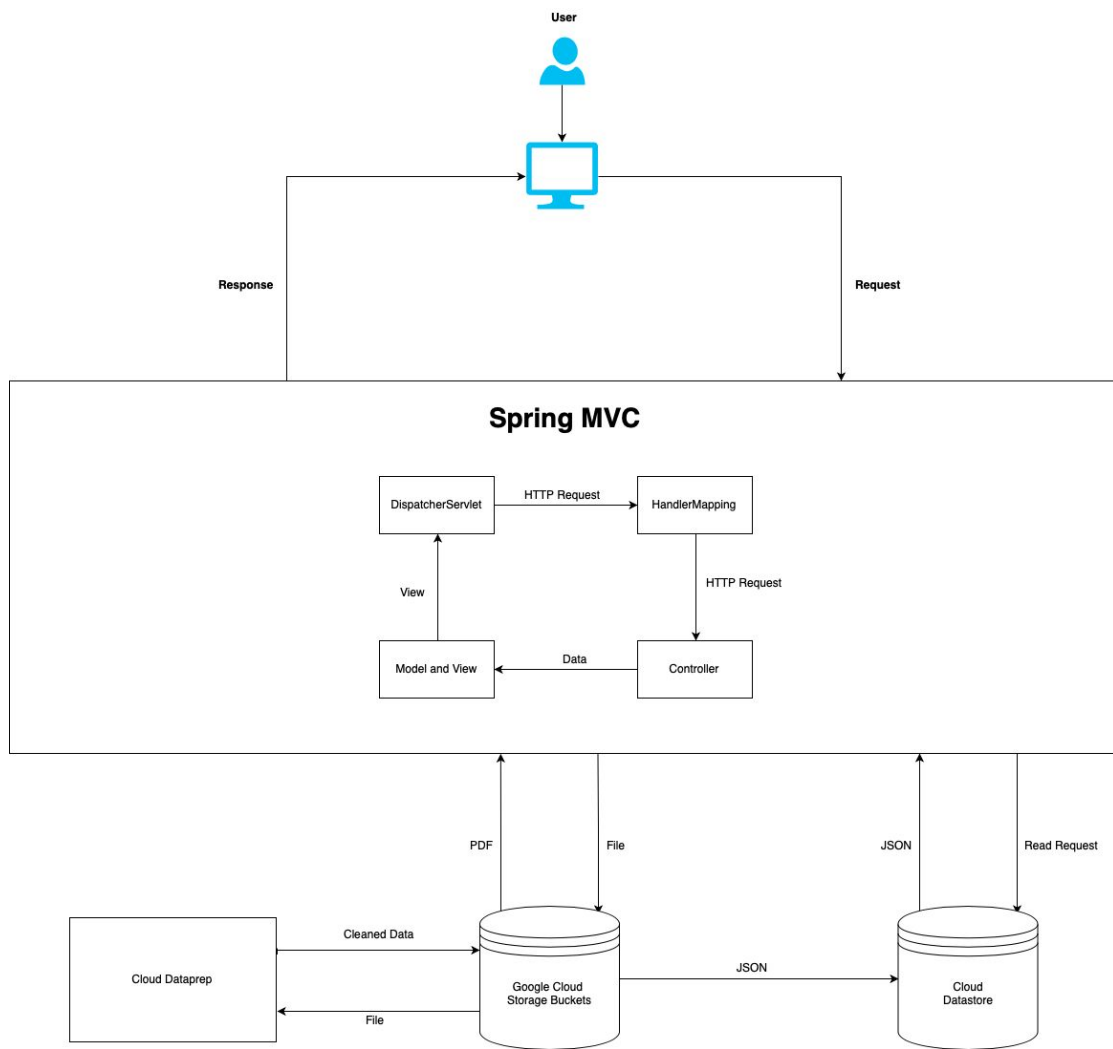 User
Response
Request
Spring MVC
DispatcherServlet
HTTP Request
HandlerMapping
View
HTTP Request
Model and View
Data
Controller
PDF
File
JSON
Read Request
Cleaned Data
Cloud Dataprep
File
Google Cloud
Storage Buckets
JSON
Cloud
Datastore